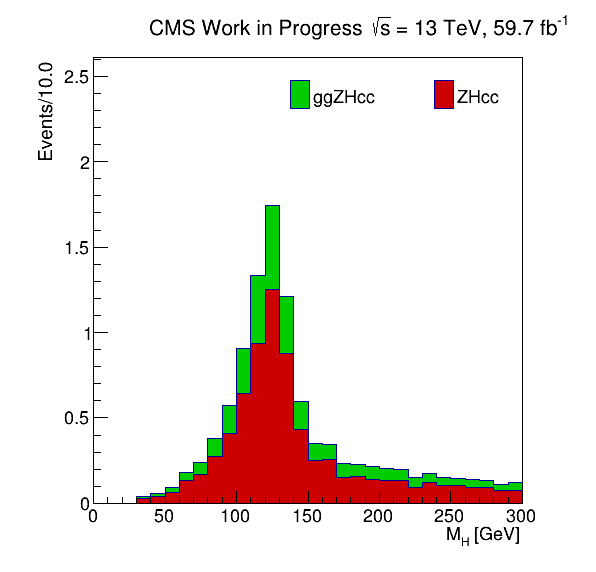 CMS Work in Progress √s = 13 TeV, 59.7 fb⁻¹
Events/10.0
2.5
2
1.5
1
0.5
0
ggZHcc ZHcc
0 50 100 150 200 250 300
M_H [GeV]